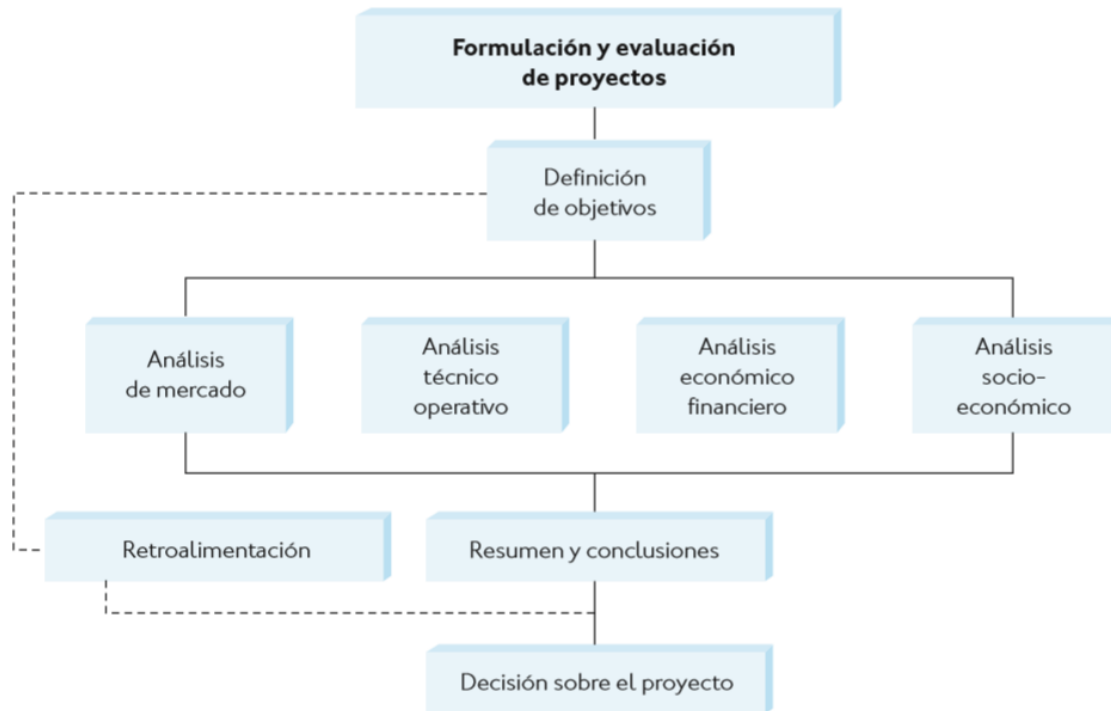 Formulación y evaluación
de proyectos
Definición
de objetivos
Análisis
de mercado
Análisis
técnico
operativo
Análisis
económico
financiero
Análisis
socio-
económico
Retroalimentación
Resumen y conclusiones
Decisión sobre el proyecto